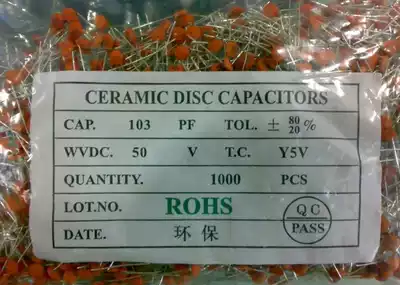 CERAMIC DISC CAPACITORS
CAP. 103 PF TOL. ± 80/20 %
WVDC. 50 V T.C. Y5V
QUANTITY. 1000 PCS
LOT.NO. ROHS
DATE. 环保
QC
PASS